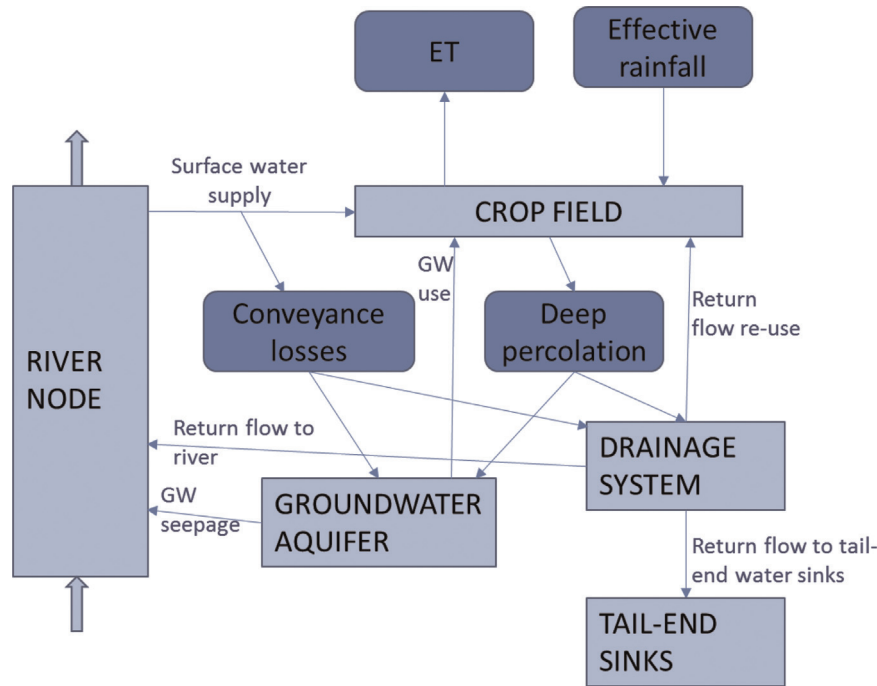 ET
Effective
rainfall
Surface water
supply
CROP FIELD
GW
use
Return
flow re-use
Conveyance
losses
Deep
percolation
RIVER
NODE
Return flow to
river
DRAINAGE
SYSTEM
GW
seepage
GROUNDWATER
AQUIFER
Return flow to tail-
end water sinks
TAIL-END
SINKS